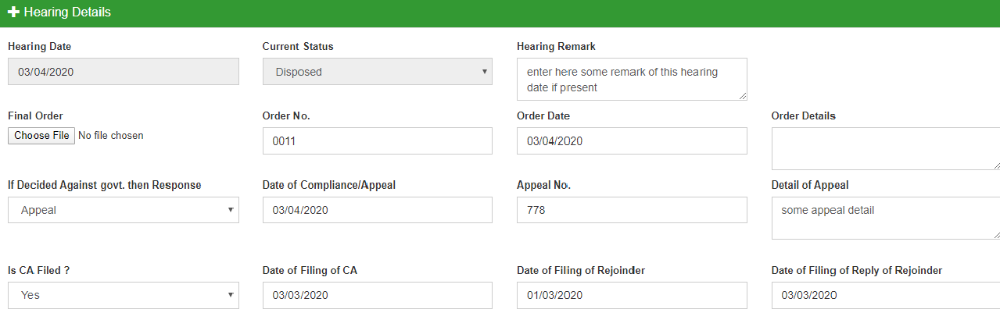 Hearing Details
Hearing Date Current Status Hearing Remark
03/04/2020 Disposed enter here some remark of this hearing
date if present
Final Order Order No. Order Date Order Details
Choose File No file chosen 0011 03/04/2020
If Decided Against govt. then Response Date of Compliance/Appeal Appeal No. Detail of Appeal
Appeal 03/04/2020 778 some appeal detail
Is CA Filed ? Date of Filing of CA Date of Filing of Rejoinder Date of Filing of Reply of Rejoinder
Yes 03/03/2020 01/03/2020 03/03/2020